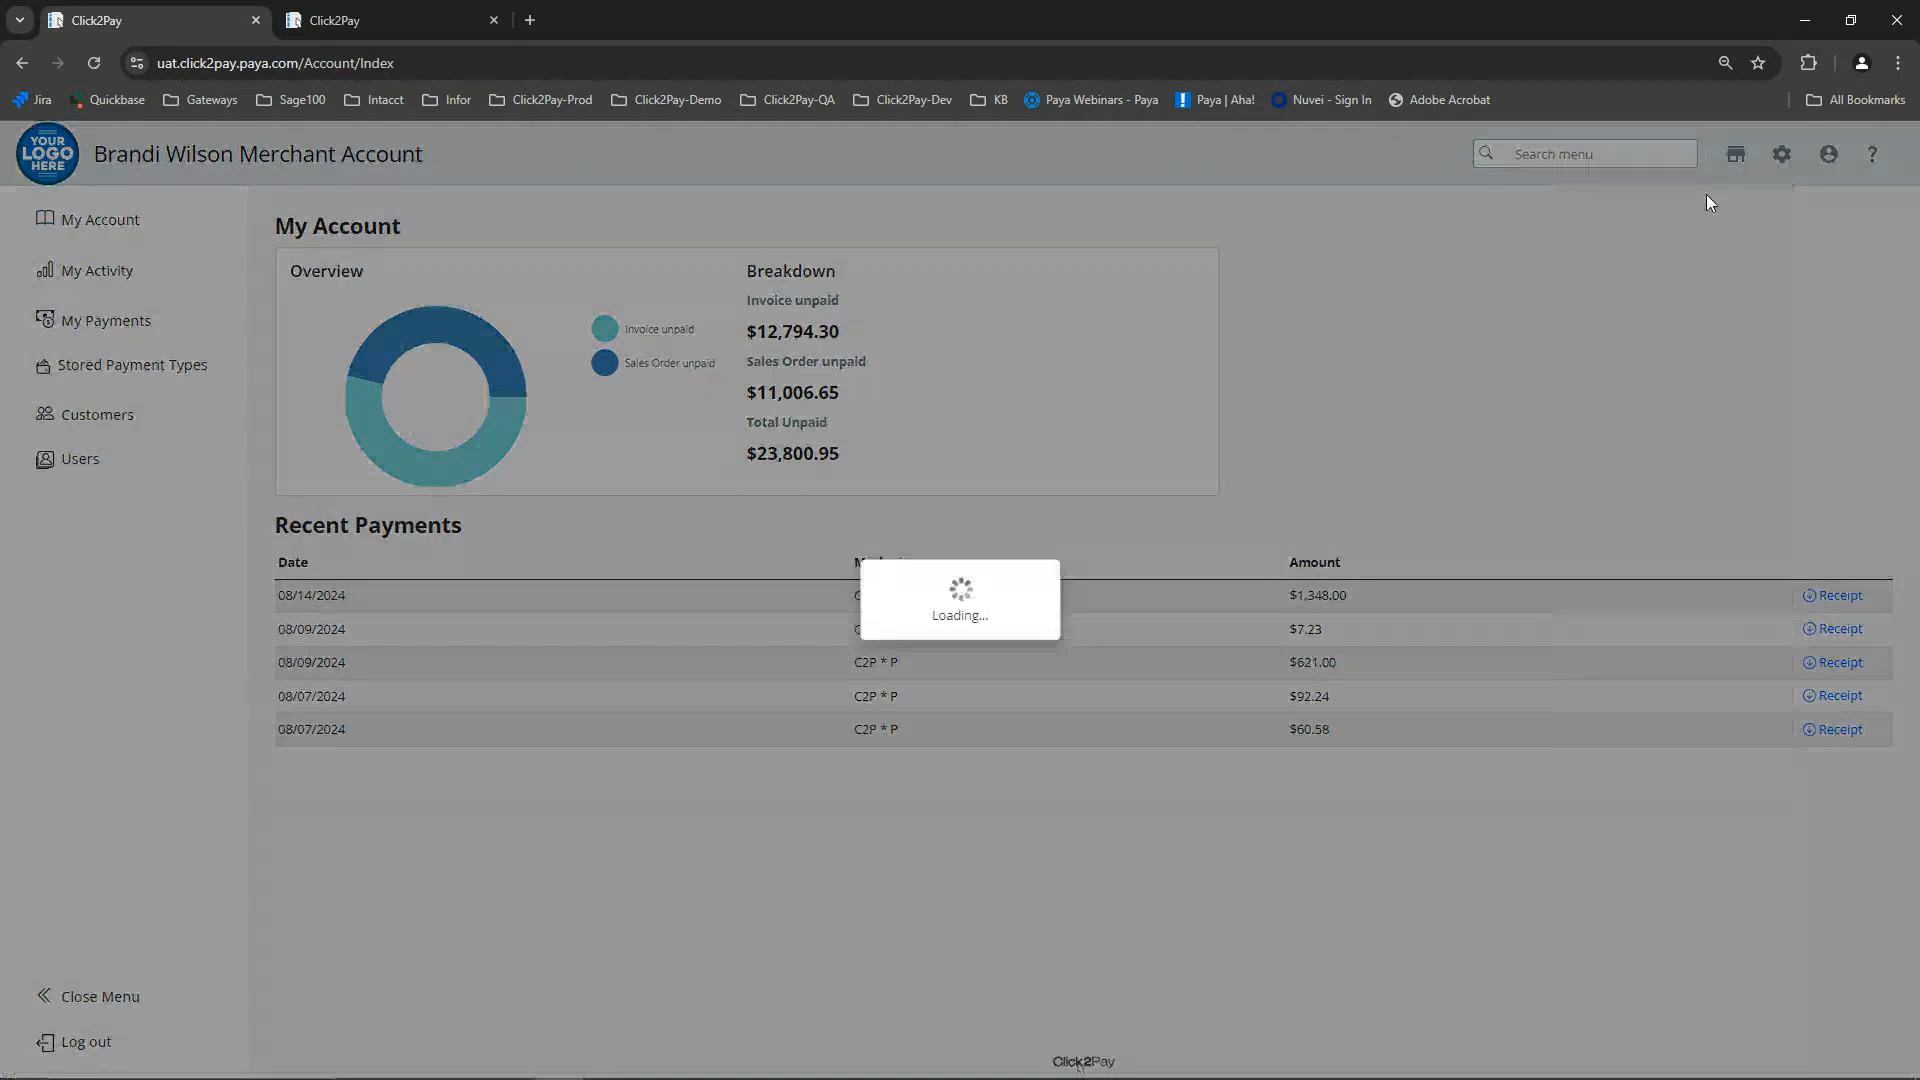 Click2Pay
Click2Pay
uat.click2pay.paya.com/Account/Index
Jira
Quickbase
Gateways
Sage100
Intacct
Infor
Click2Pay-Prod
Click2Pay-Demo
Click2Pay-QA
Click2Pay-Dev
KB
Paya Webinars - Paya
Paya | Aha!
Nuvei - Sign In
Adobe Acrobat
All Bookmarks
YOUR
LOGO
HERE
Brandi Wilson Merchant Account
Search menu
?
My Account
My Activity
My Payments
Stored Payment Types
Customers
Users
Close Menu
Log out
My Account
Overview
Invoice unpaid
Sales Order unpaid
Breakdown
Invoice unpaid
$12,794.30
Sales Order unpaid
$11,006.65
Total Unpaid
$23,800.95
Recent Payments
Date Amount
08/14/2024 $1,348.00 Receipt
08/09/2024 $7.23 Receipt
08/09/2024 C2P * P $621.00 Receipt
08/07/2024 C2P * P $92.24 Receipt
08/07/2024 C2P * P $60.58 Receipt
Loading...
Click2Pay